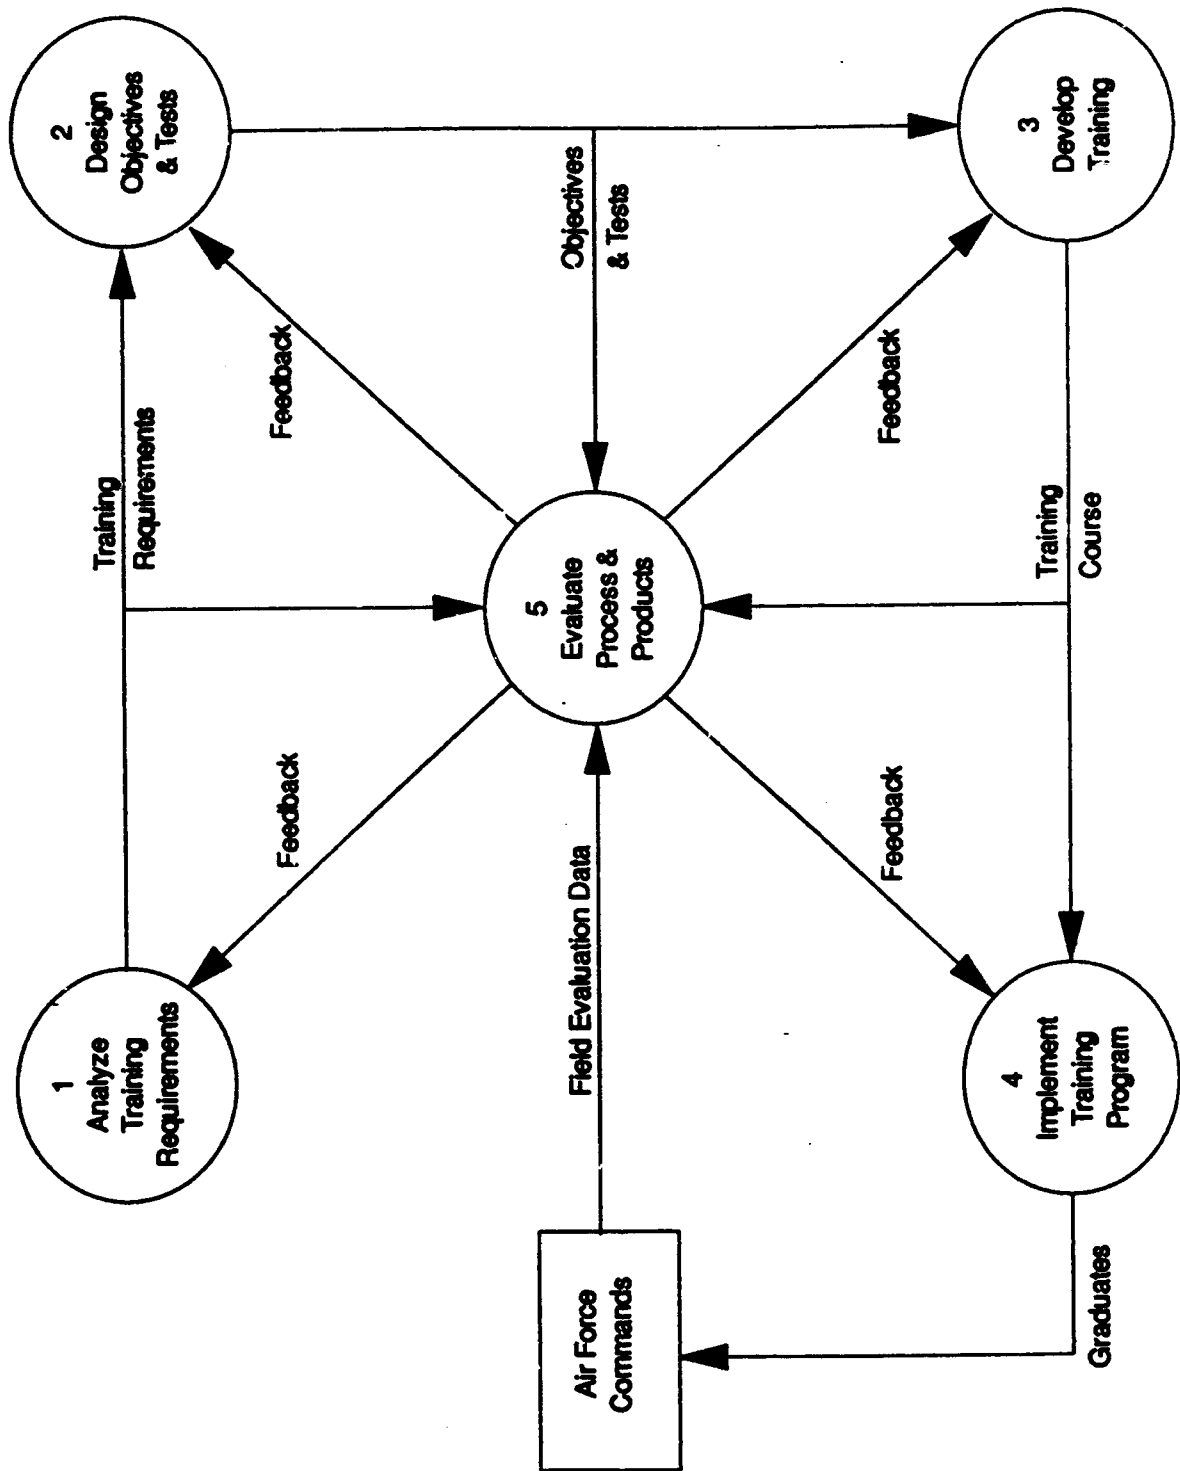 1
Analyze
Training
Requirements
Training
Requirements
2
Design
Objectives
& Tests
Feedback
Feedback
Air Force
Commands
Field Evaluation Data
5
Evaluate
Process &
Products
Objectives
& Tests
Feedback
Feedback
Graduates
4
Implement
Training
Program
Training
Course
3
Develop
Training